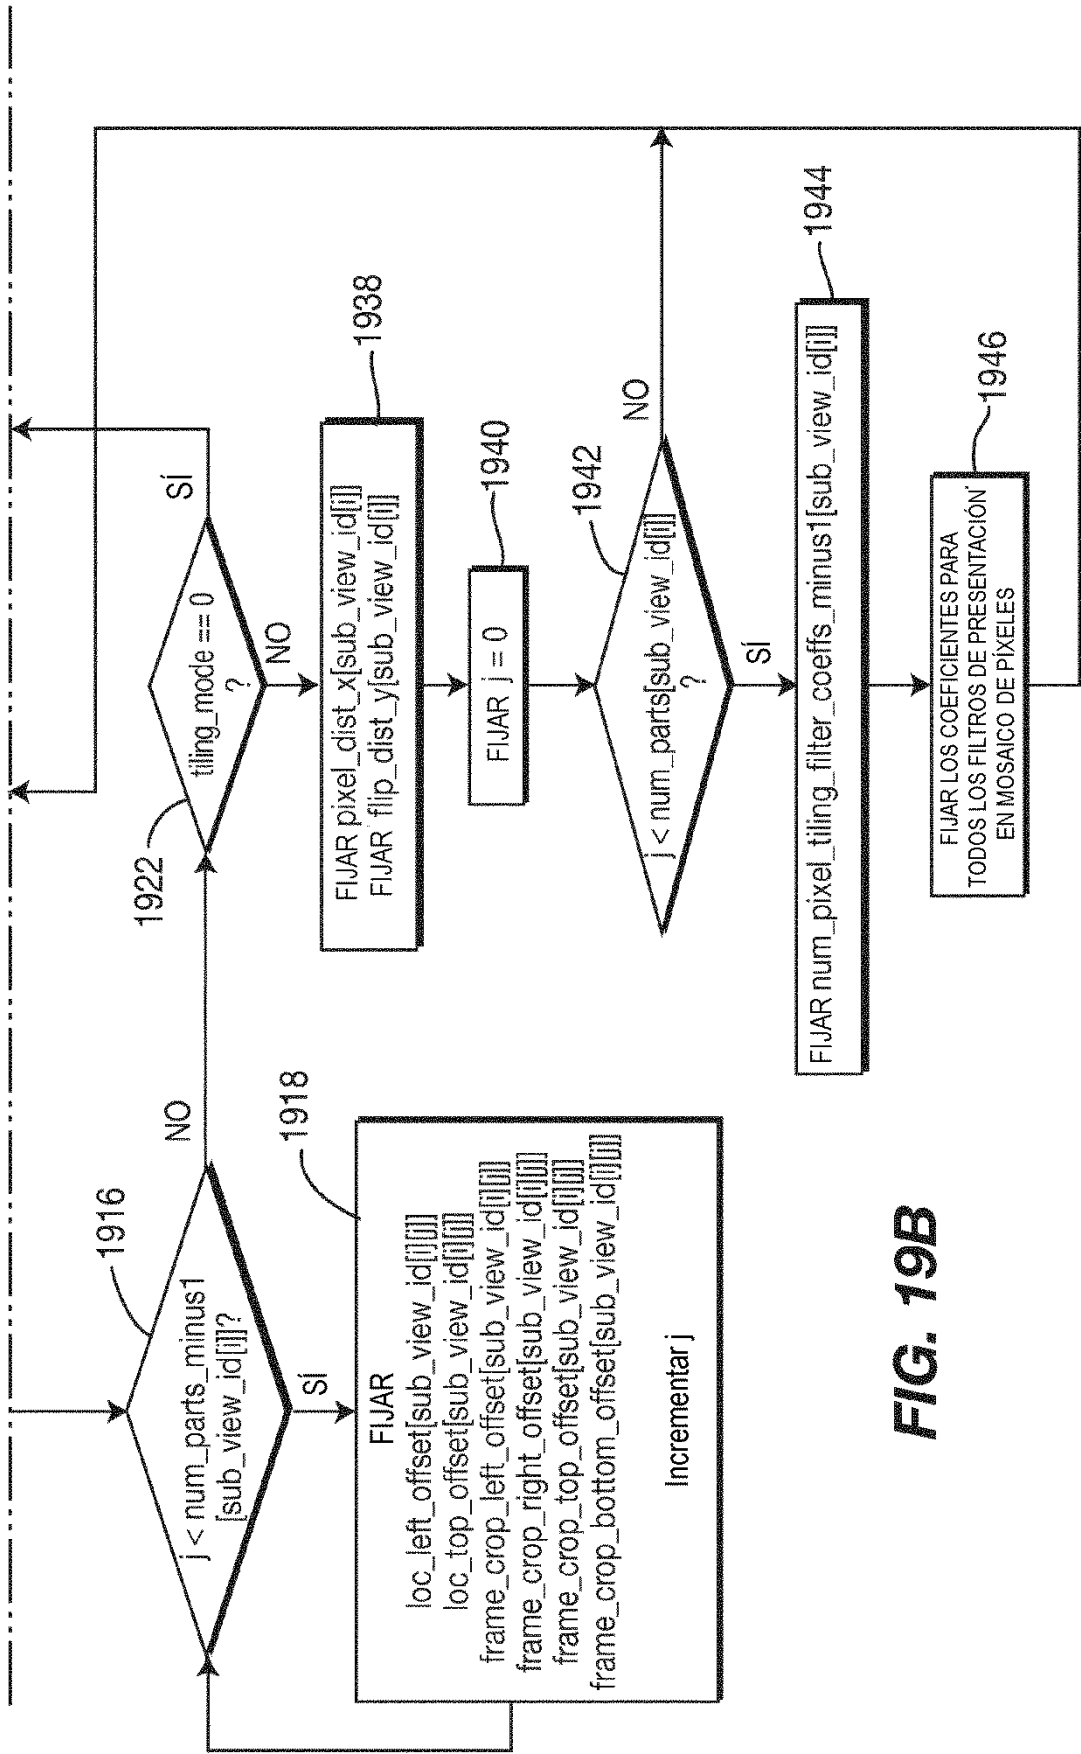 1916
j < num_parts_minus1
[sub_view_id[i]]?
NO
SÍ
1918
FIJAR
loc_left_offset[sub_view_id[i][j]]
loc_top_offset[sub_view_id[i][j]]
frame_crop_left_offset[sub_view_id[i][j]]
frame_crop_right_offset[sub_view_id[i][j]]
frame_crop_top_offset[sub_view_id[i][j]]
frame_crop_bottom_offset[sub_view_id[i][j]]
Incrementar j
1922
tiling_mode == 0
?
SÍ
NO
1938
FIJAR pixel_dist_x[sub_view_id[i]]
FIJAR flip_dist_y[sub_view_id[i]]
1940
FIJAR j = 0
1942
j < num_parts[sub_view_id[i]]
?
NO
SÍ
1944
FIJAR num_pixel_tiling_filter_coeffs_minus1[sub_view_id[i]]
1946
FIJAR LOS COEFICIENTES PARA
TODOS LOS FILTROS DE PRESENTACIÓN
EN MOSAICO DE PÍXELES
FIG. 19B